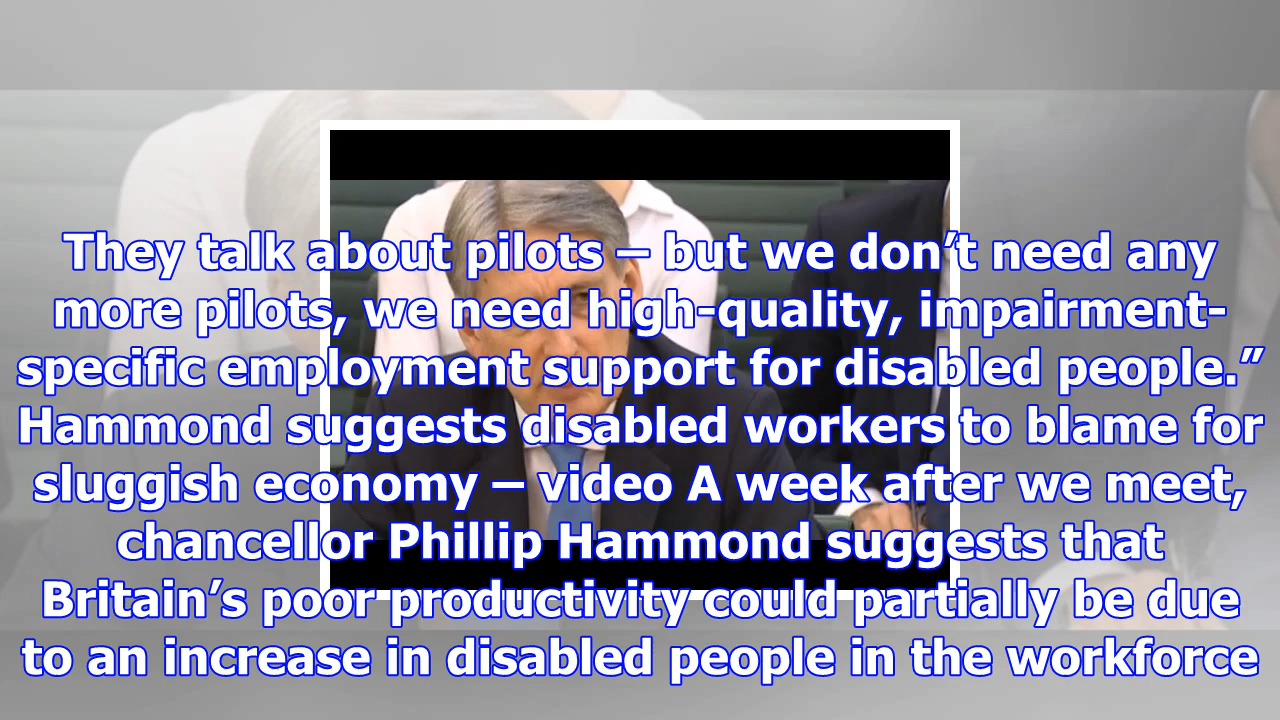 They talk about pilots – but we don’t need any
more pilots, we need high-quality, impairment-
specific employment support for disabled people.”
Hammond suggests disabled workers to blame for
sluggish economy – video A week after we meet,
chancellor Phillip Hammond suggests that
Britain’s poor productivity could partially be due
to an increase in disabled people in the workforce